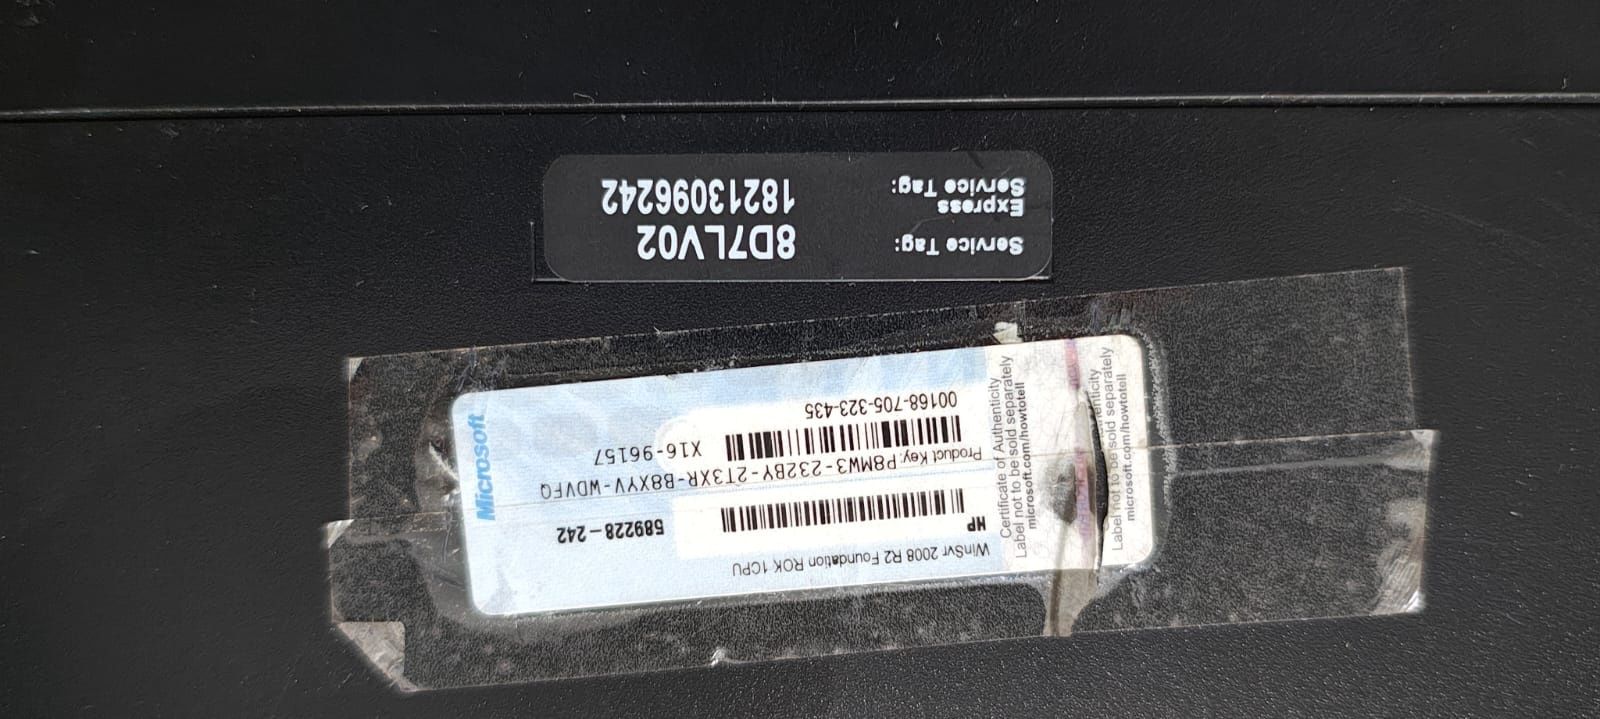 Service Tag: 8D7LV02
Express
Service Tag: 18213096242
WinSvr 2008 R2 Foundation ROK 1CPU
HP 589228-242
Product Key: P8MW3-232BY-2T3XR-B8XYV-WDVFQ
X16-96157
00168-705-323-435
Microsoft
Certificate of Authenticity
Label not to be sold separately
microsoft.com/howtotell
Label not to be sold separately
microsoft.com/howtotell